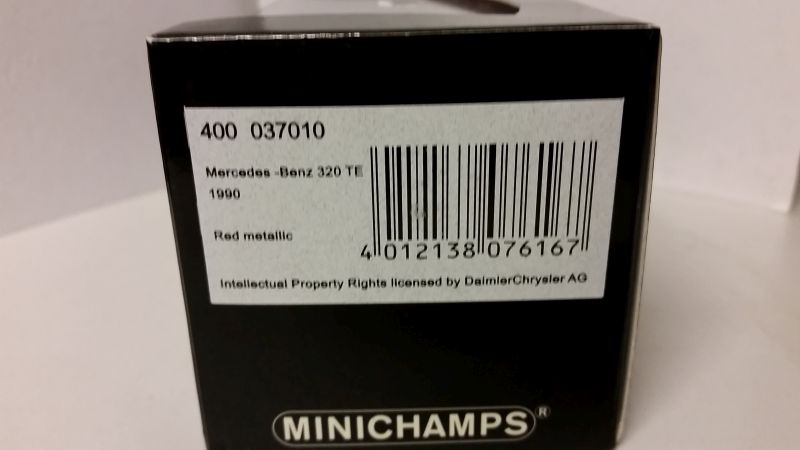 400 037010
Mercedes -Benz 320 TE
1990
Red metallic
4 012138 076167
Intellectual Property Rights licensed by DaimlerChrysler AG
MINICHAMPS®